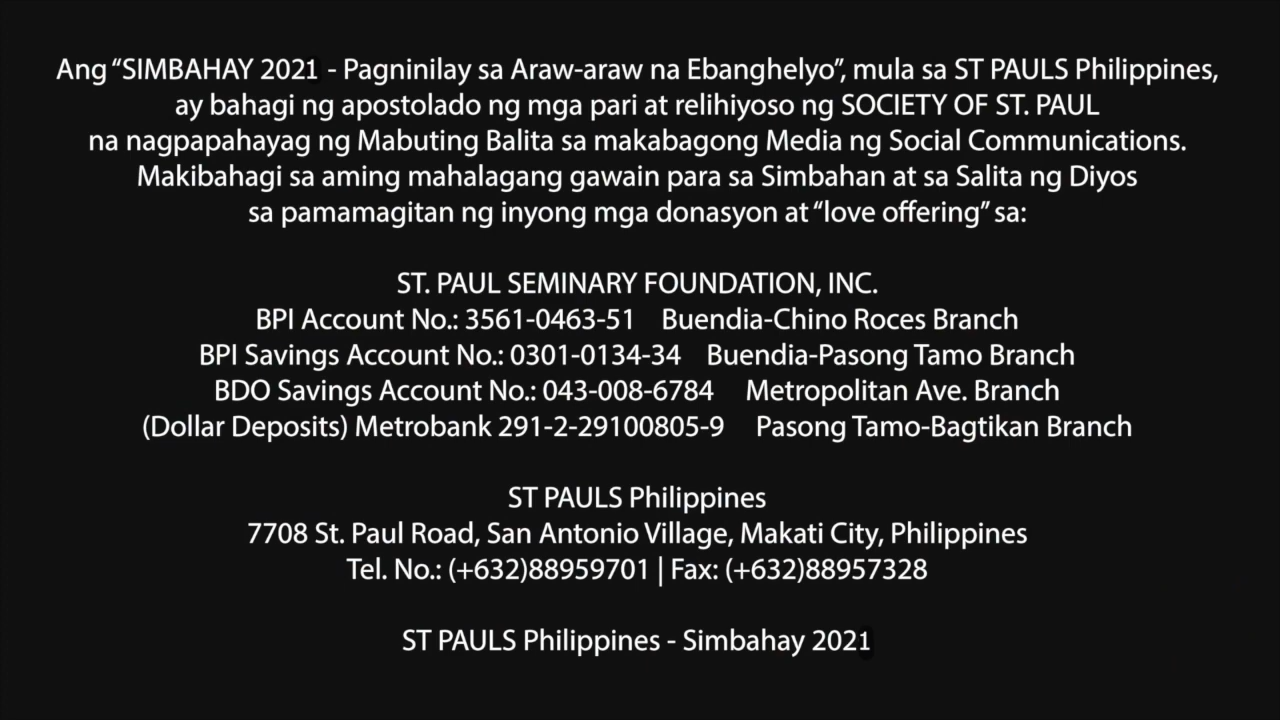 Ang “SIMBAHAY 2021 - Pagninilay sa Araw-araw na Ebanghelyo”, mula sa ST PAULS Philippines,
ay bahagi ng apostolado ng mga pari at relihiyoso ng SOCIETY OF ST. PAUL
na nagpapahayag ng Mabuting Balita sa makabagong Media ng Social Communications.
Makibahagi sa aming mahalagang gawain para sa Simbahan at sa Salita ng Diyos
sa pamamagitan ng inyong mga donasyon at “love offering” sa:
ST. PAUL SEMINARY FOUNDATION, INC.
BPI Account No.: 3561-0463-51 Buendia-Chino Roces Branch
BPI Savings Account No.: 0301-0134-34 Buendia-Pasong Tamo Branch
BDO Savings Account No.: 043-008-6784 Metropolitan Ave. Branch
(Dollar Deposits) Metrobank 291-2-29100805-9 Pasong Tamo-Bagtikan Branch
ST PAULS Philippines
7708 St. Paul Road, San Antonio Village, Makati City, Philippines
Tel. No.: (+632)88959701 | Fax: (+632)88957328
ST PAULS Philippines - Simbahay 2021